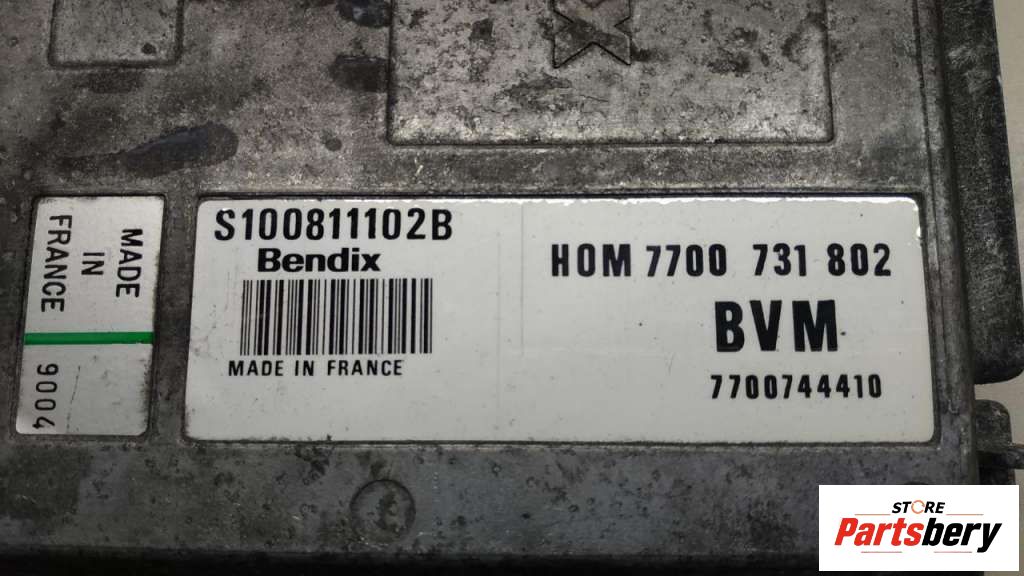 MADE
IN
FRANCE
9004
S100811102B
Bendix
MADE IN FRANCE
HOM 7700 731 802
BVM
7700744410
STORE
Partsbery